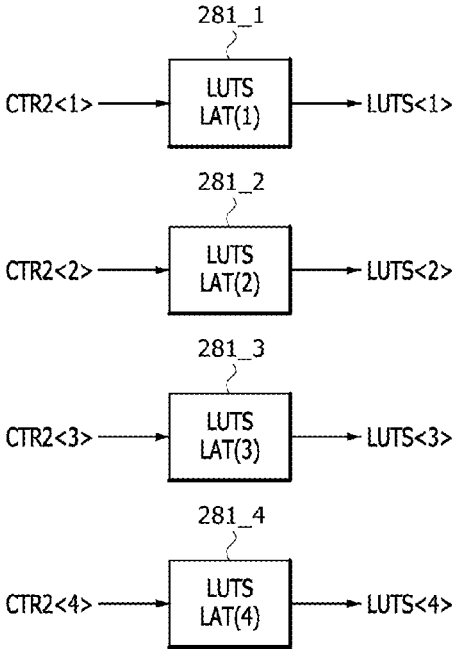 281_1
LUTS
LAT(1)
CTR2<1>
LUTS<1>
281_2
LUTS
LAT(2)
CTR2<2>
LUTS<2>
281_3
LUTS
LAT(3)
CTR2<3>
LUTS<3>
281_4
LUTS
LAT(4)
CTR2<4>
LUTS<4>